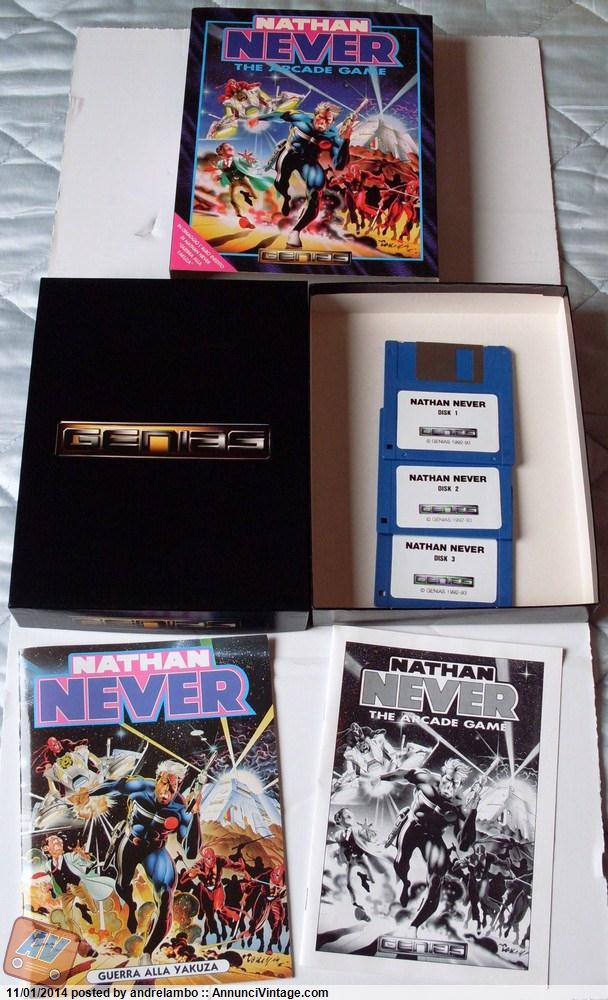 NATHAN
NEVER
THE ARCADE GAME
GENIAS
GENIAS
NATHAN NEVER
DISK 1
GENIAS
© GENIAS 1992-93
NATHAN NEVER
DISK 2
GENIAS
© GENIAS 1992-93
NATHAN NEVER
DISK 3
GENIAS
© GENIAS 1992-93
NATHAN
NEVER
GUERRA ALLA YAKUZA
NATHAN
NEVER
THE ARCADE GAME
GENIAS
AV
11/01/2014 posted by andrelambo :: AnnunciVintage.com